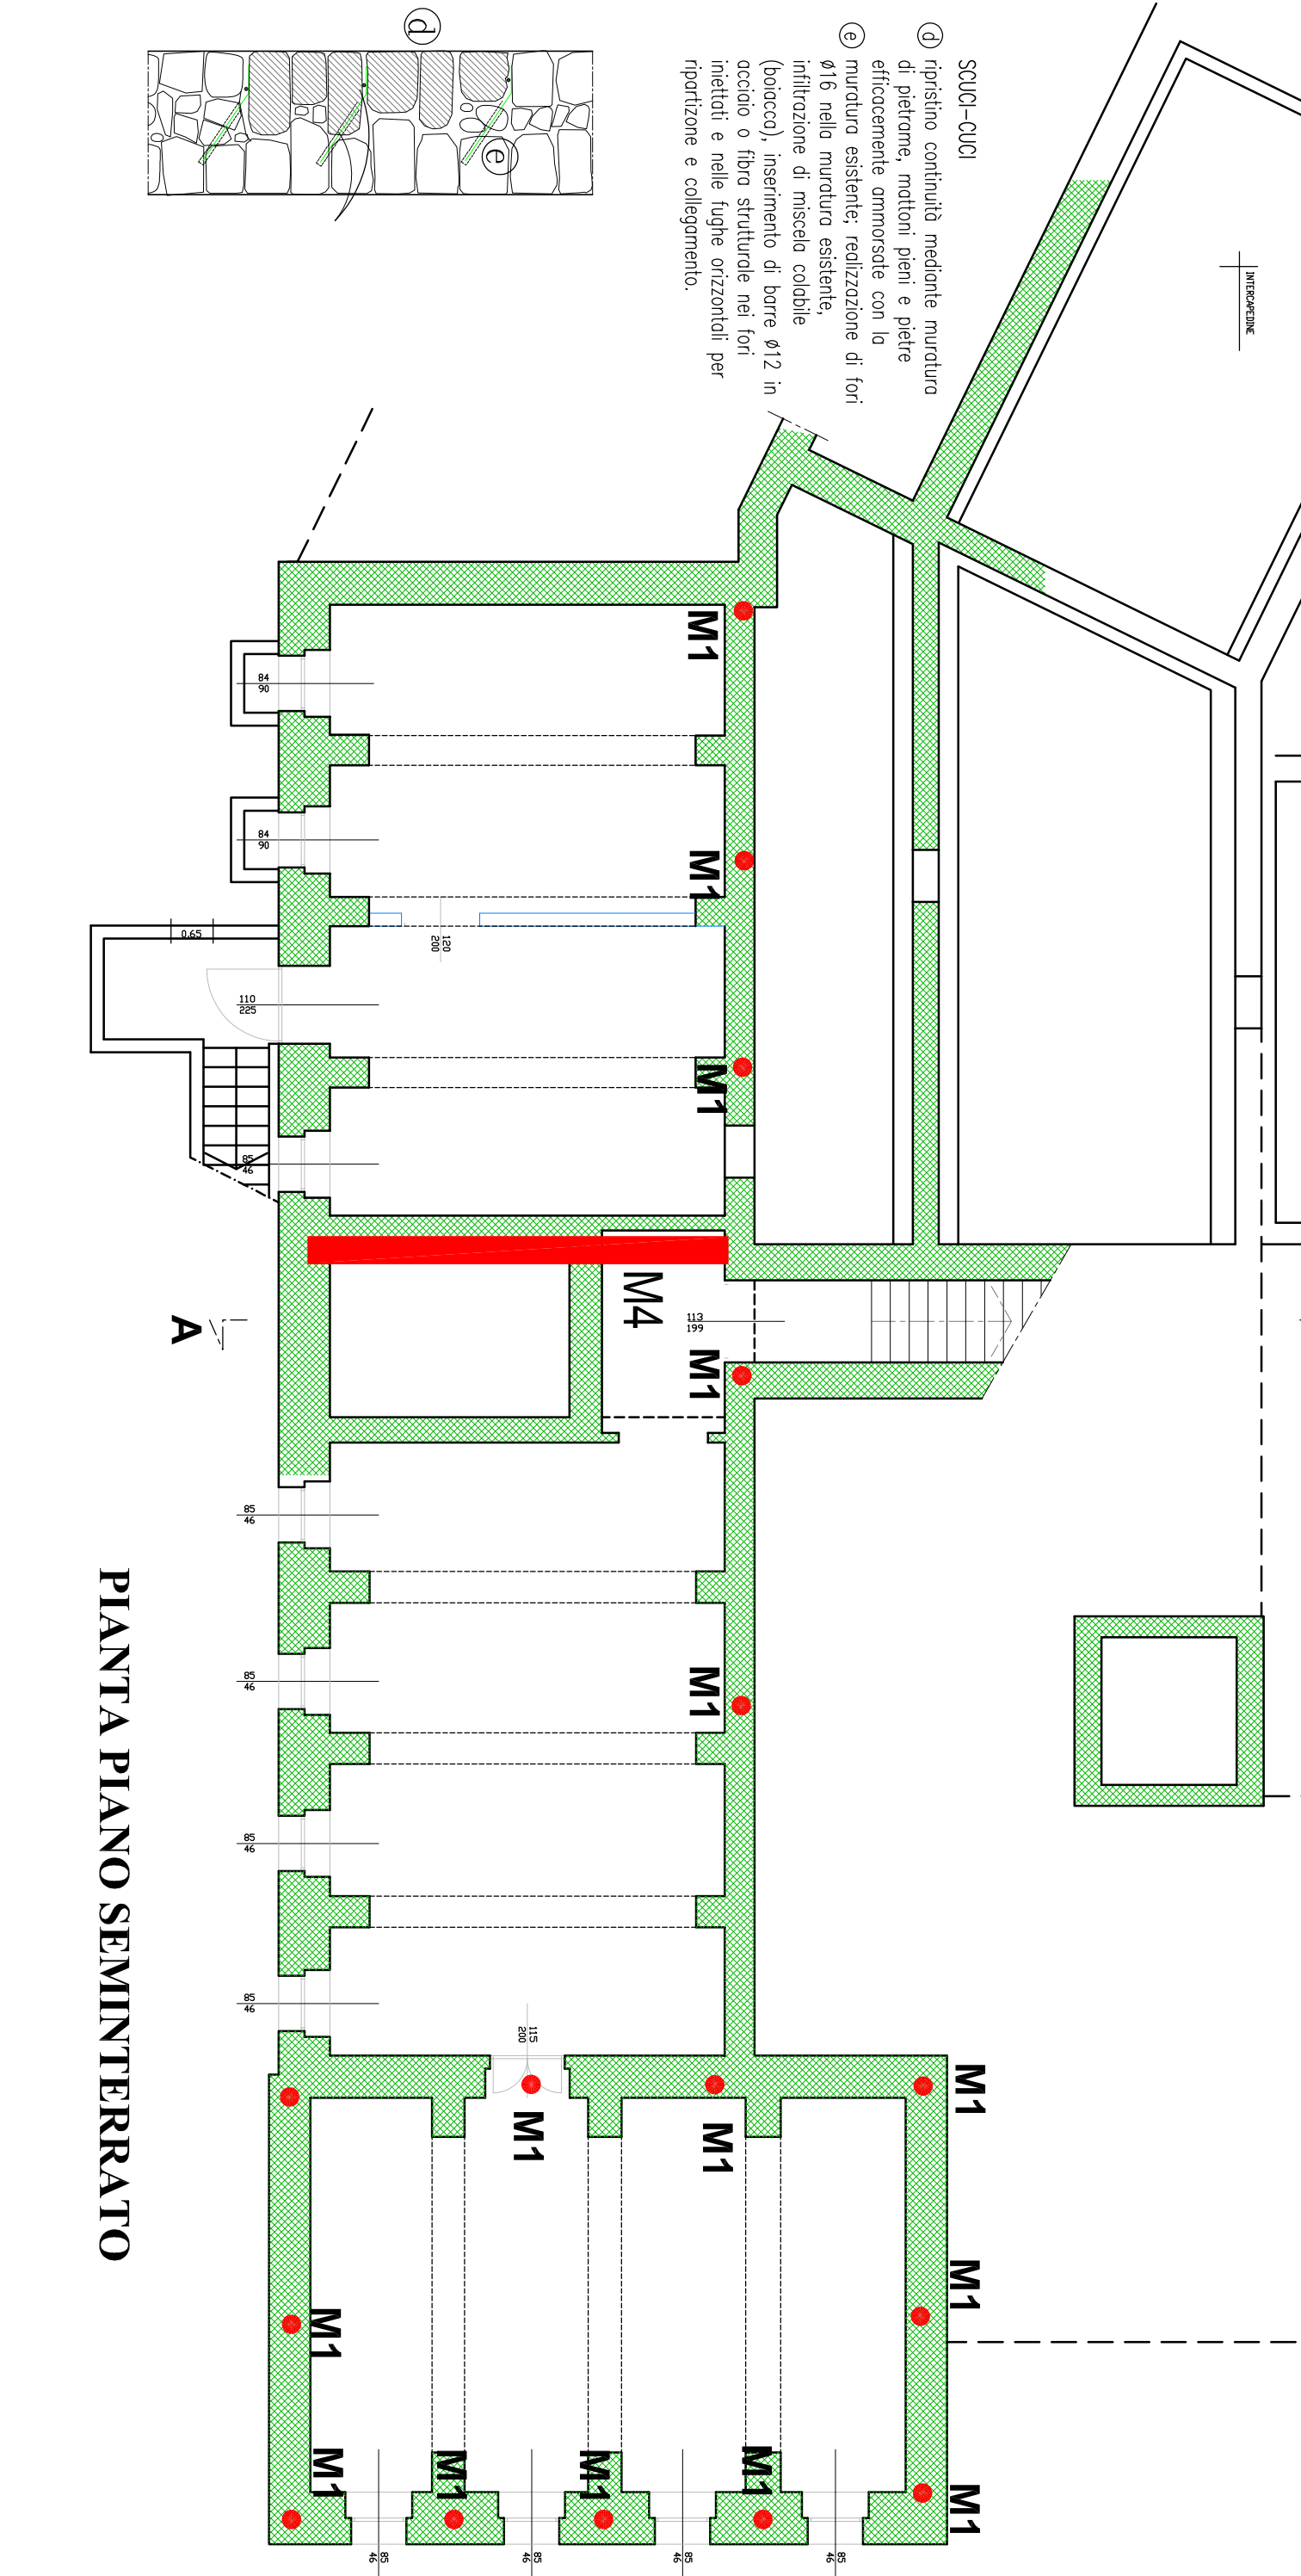 SCUCI-CUCI
d ripristino continuità mediante muratura
di pietrame, mattoni pieni e pietre
efficacemente ammorsate con la
e muratura esistente; realizzazione di fori
ø16 nella muratura esistente,
infiltrazione di miscela colabile
(boiacca), inserimento di barre ø12 in
acciaio o fibra strutturale nei fori
iniettati e nelle fughe orizzontali per
ripartizone e collegamento.
d
e
INTERCAPEDINE
M1
84
90
84
90
M1
0.65
120
200
110
225
M1
85
46
M4
113
199
A
M1
85
46
M1
85
46
85
46
85
46
115
200
M1
M1
M1
M1
M1
M1
M1
M1
M1
M1
85
46
85
46
85
46
85
46
PIANTA PIANO SEMINTERRATO